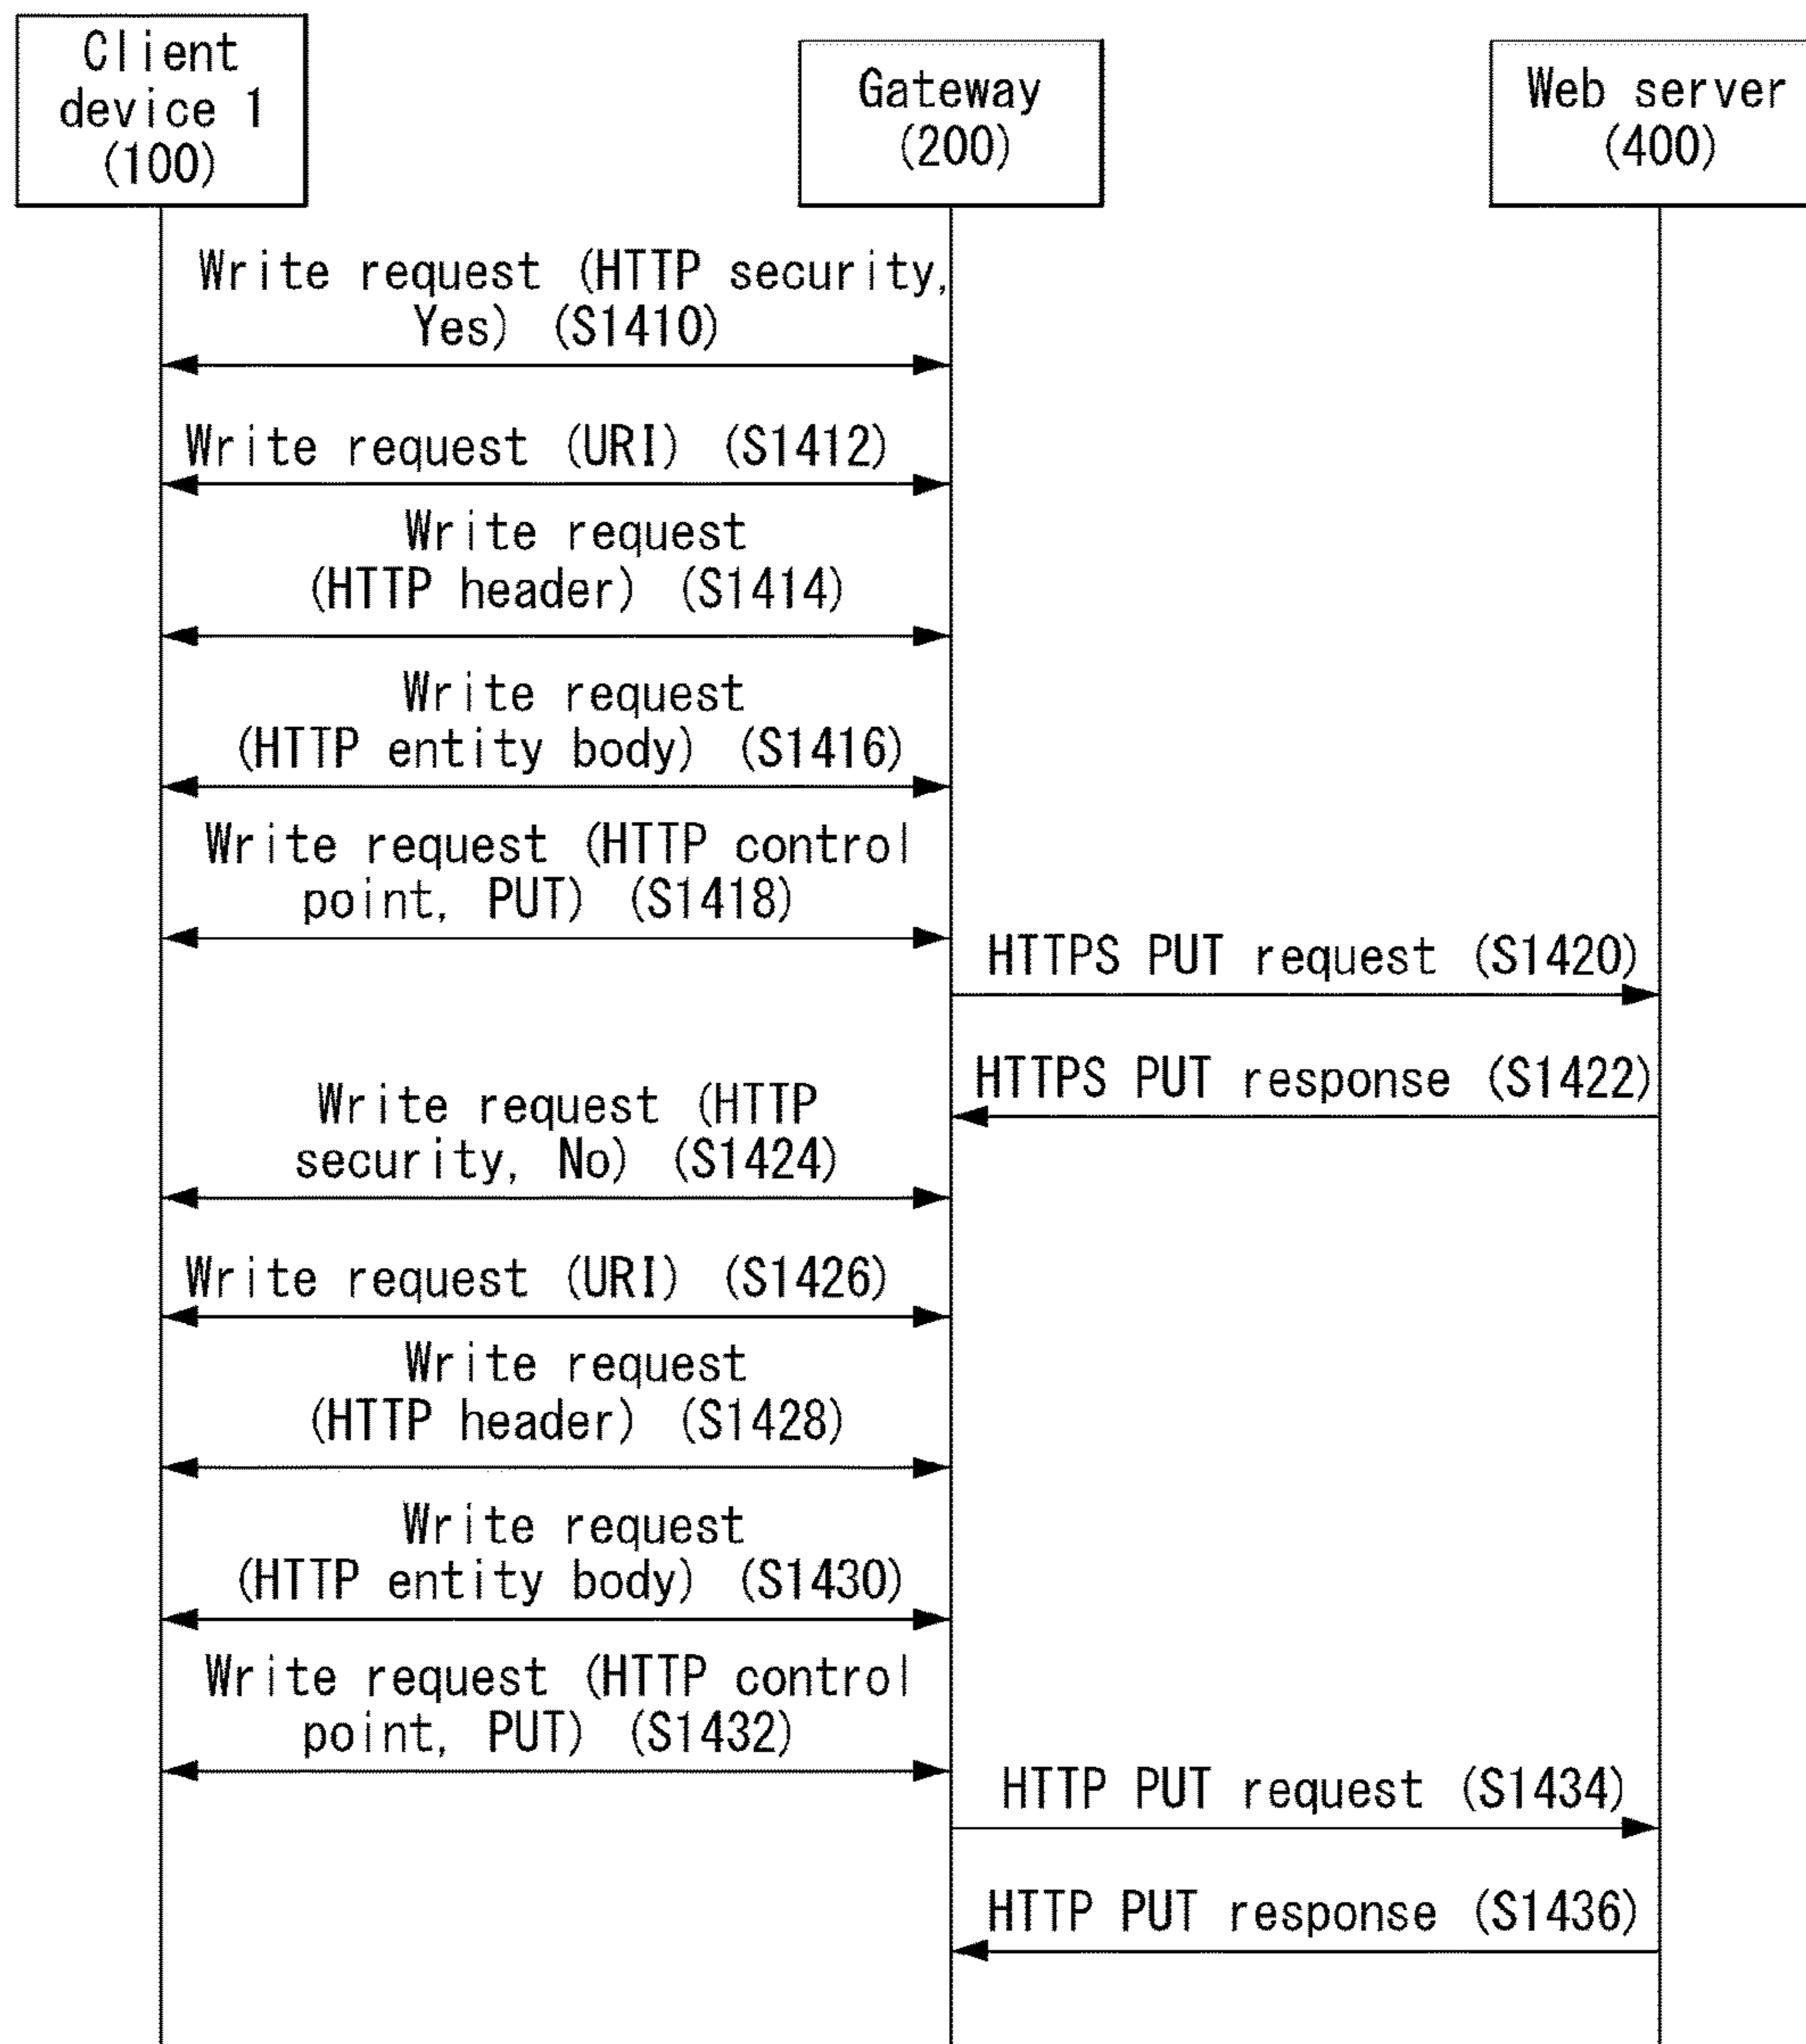 Client
device 1
(100)
Gateway
(200)
Web server
(400)
Write request (HTTP security,
Yes) (S1410)
Write request (URI) (S1412)
Write request
(HTTP header) (S1414)
Write request
(HTTP entity body) (S1416)
Write request (HTTP control
point, PUT) (S1418)
HTTPS PUT request (S1420)
HTTPS PUT response (S1422)
Write request (HTTP
security, No) (S1424)
Write request (URI) (S1426)
Write request
(HTTP header) (S1428)
Write request
(HTTP entity body) (S1430)
Write request (HTTP control
point, PUT) (S1432)
HTTP PUT request (S1434)
HTTP PUT response (S1436)